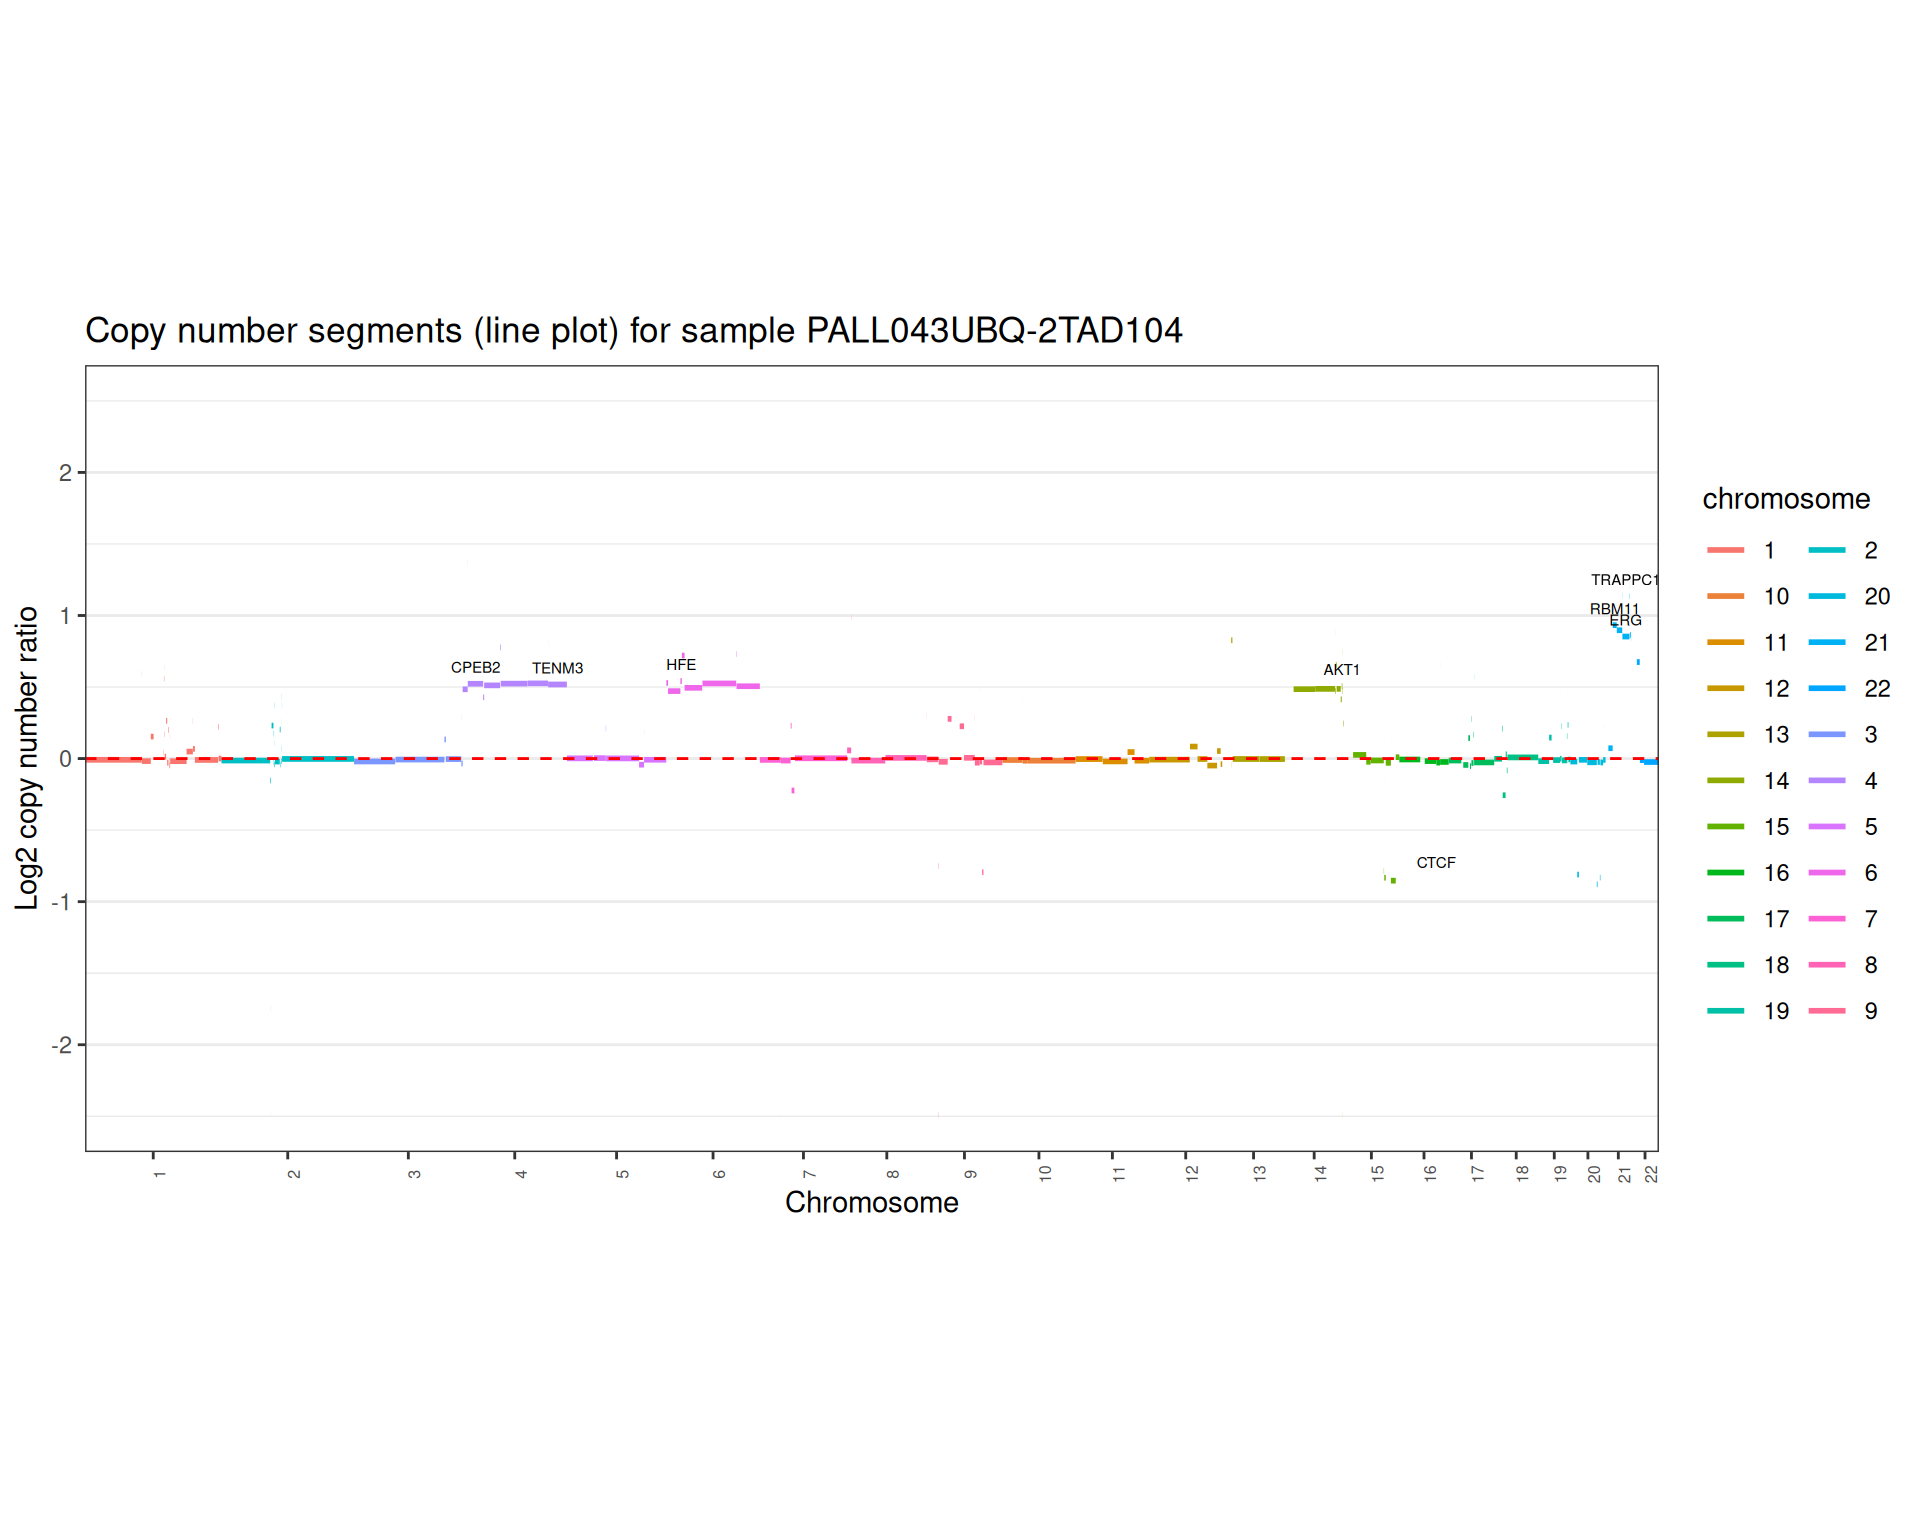 Copy number segments (line plot) for sample PALL043UBQ-2TAD104
Log2 copy number ratio
2
1
0
-1
-2
CPEB2
TENM3
HFE
AKT1
CTCF
TRAPPC1
RBM11
ERG
1 2 3 4 5 6 7 8 9 10 11 12 13 14 15 16 17 18 19 20 21 22
Chromosome
chromosome
1 2
10 20
11 21
12 22
13 3
14 4
15 5
16 6
17 7
18 8
19 9